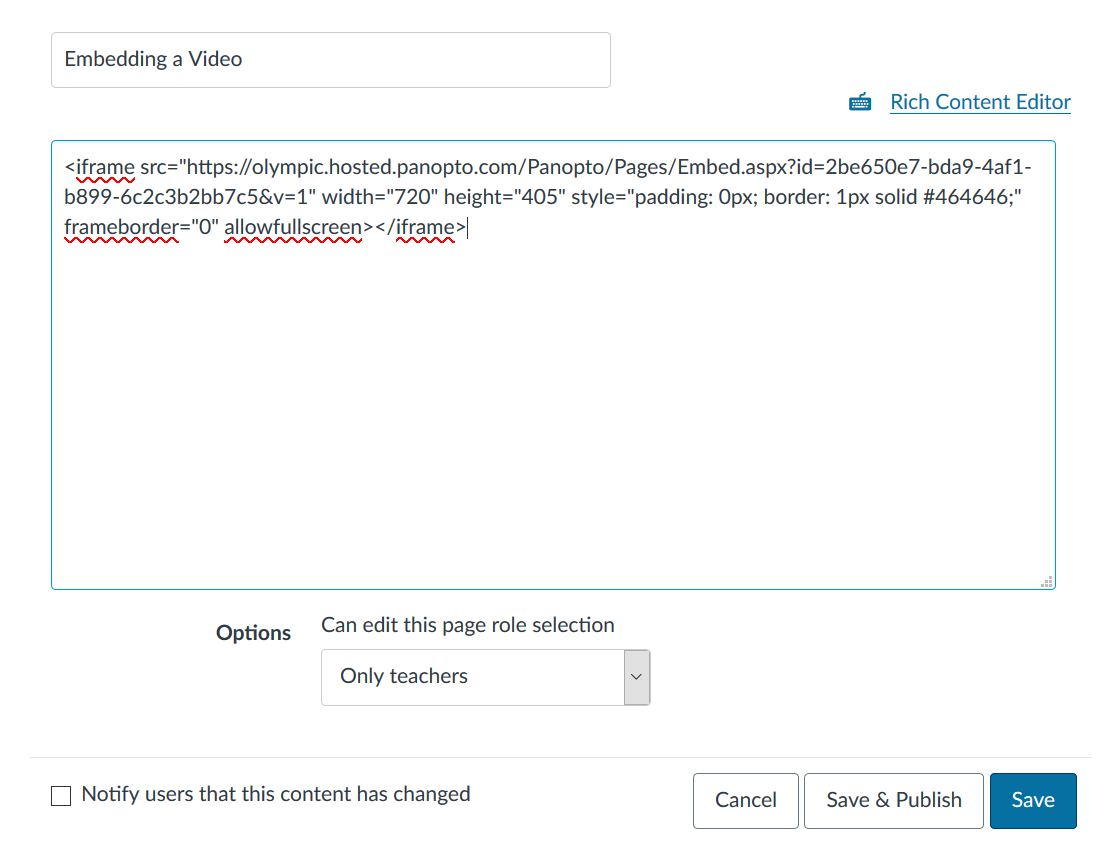 Embedding a Video
Rich Content Editor
<iframe src="https://olympic.hosted.panopto.com/Panopto/Pages/Embed.aspx?id=2be650e7-bda9-4af1-
b899-6c2c3b2bb7c5&v=1" width="720" height="405" style="padding: 0px; border: 1px solid #464646;"
frameborder="0" allowfullscreen></iframe>
Options
Can edit this page role selection
Only teachers
Notify users that this content has changed
Cancel
Save & Publish
Save